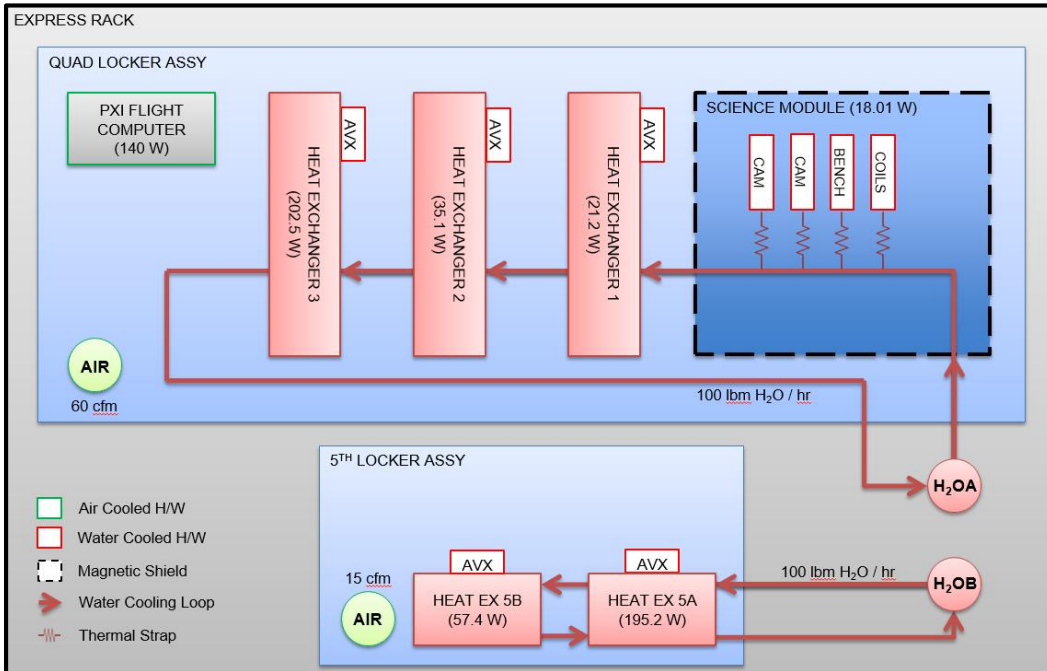 EXPRESS RACK
QUAD LOCKER ASSY
PXI FLIGHT
COMPUTER
(140 W)
HEAT EXCHANGER 3
(202.5 W)
AVX
HEAT EXCHANGER 2
(35.1 W)
AVX
HEAT EXCHANGER 1
(21.2 W)
AVX
SCIENCE MODULE (18.01 W)
CAM
CAM
BENCH
COILS
AIR
60 cfm
100 lbm H₂O / hr
H₂OA
5TH LOCKER ASSY
15 cfm
AIR
AVX
HEAT EX 5B
(57.4 W)
AVX
HEAT EX 5A
(195.2 W)
100 lbm H₂O / hr
H₂OB
Air Cooled H/W
Water Cooled H/W
Magnetic Shield
Water Cooling Loop
Thermal Strap